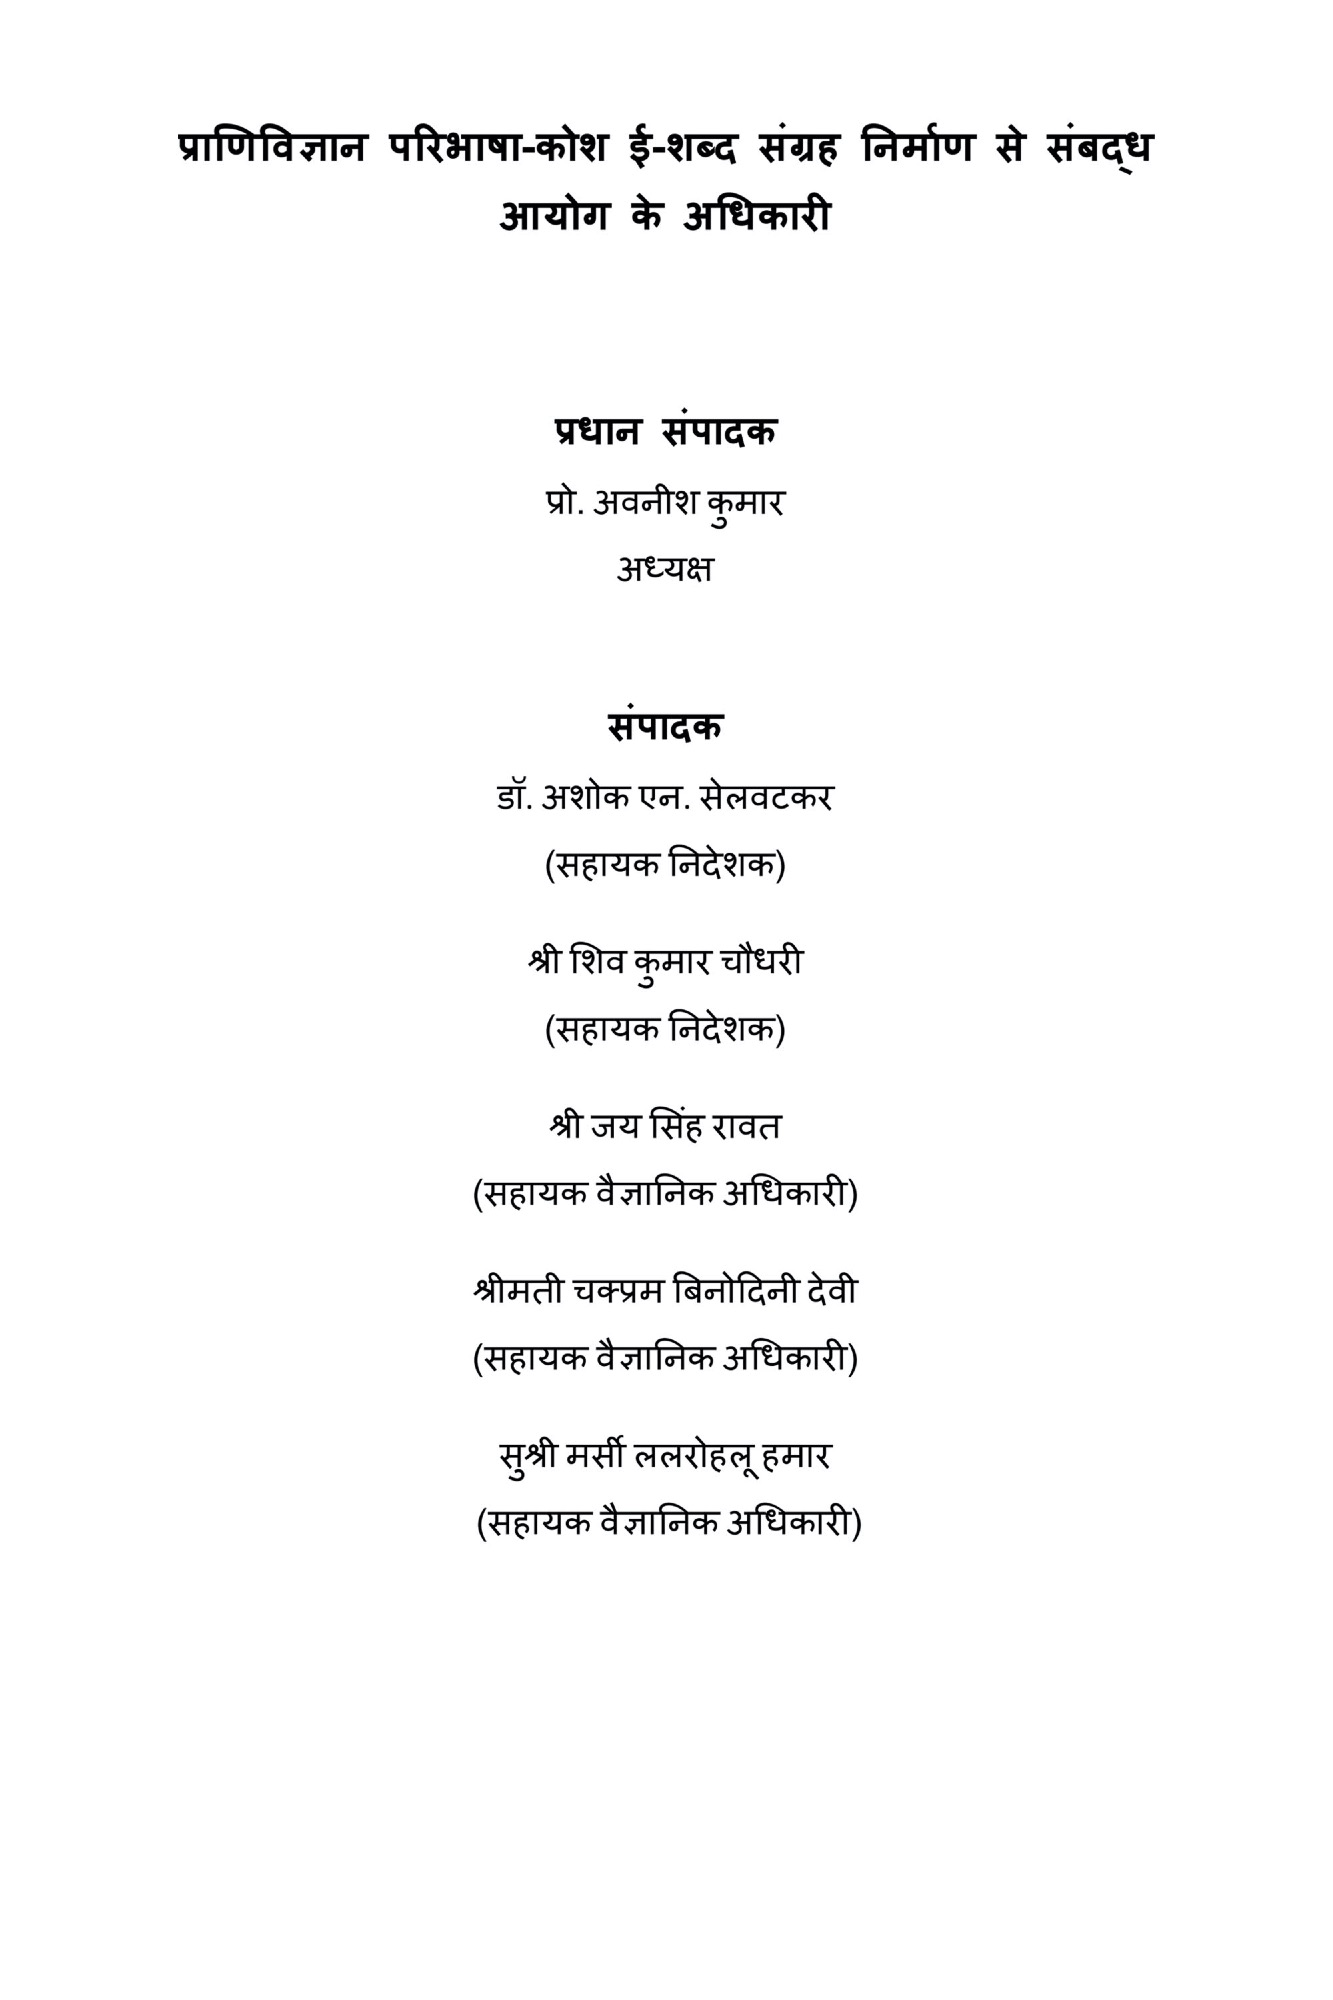 प्राणिविज्ञान परिभाषा-कोश ई-शब्द संग्रह निर्माण से संबद्ध
आयोग के अधिकारी
प्रधान संपादक
प्रो. अवनीश कुमार
अध्यक्ष
संपादक
डॉ. अशोक एन. सेलवटकर
(सहायक निदेशक)
श्री शिव कुमार चौधरी
(सहायक निदेशक)
श्री जय सिंह रावत
(सहायक वैज्ञानिक अधिकारी)
श्रीमती चक्प्रम बिनोदिनी देवी
(सहायक वैज्ञानिक अधिकारी)
सुश्री मर्सी ललरोहलू हमार
(सहायक वैज्ञानिक अधिकारी)